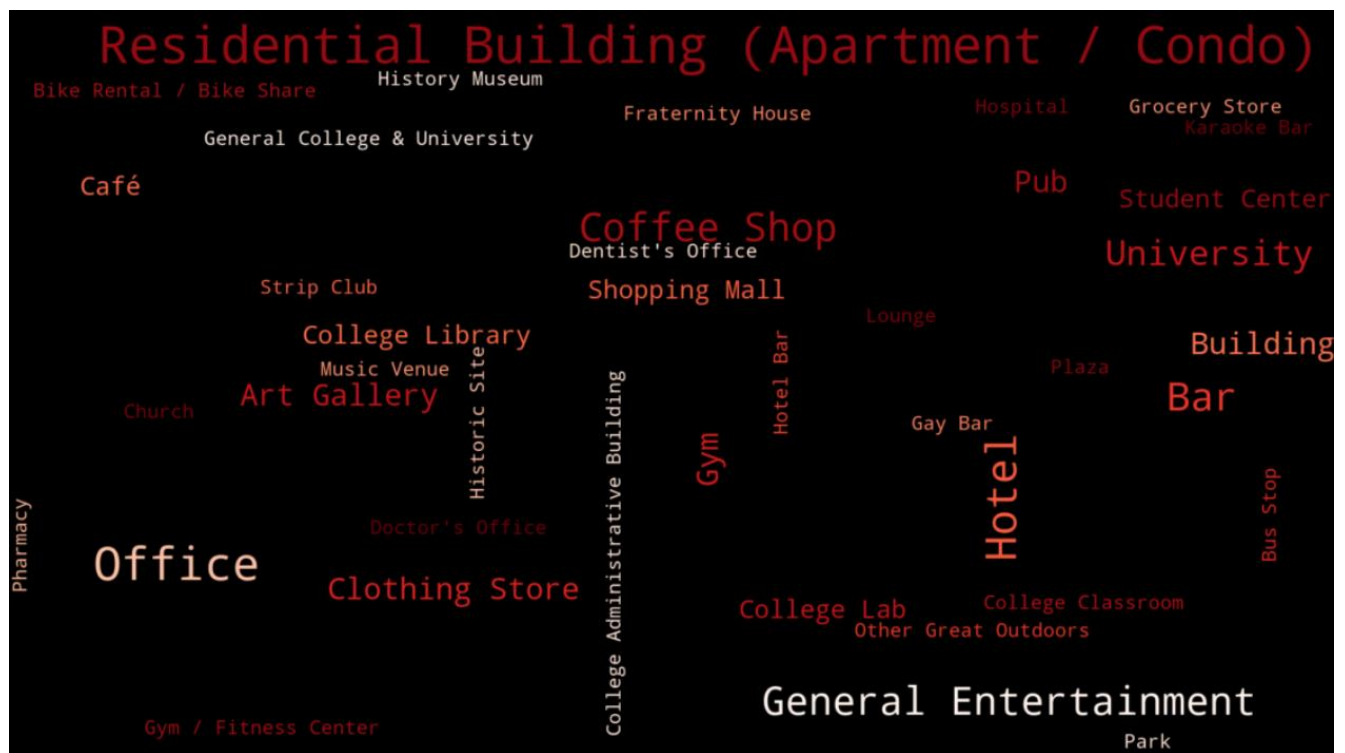 Residential Building (Apartment / Condo)
History Museum
Bike Rental / Bike Share
Fraternity House
Hospital
Grocery Store
Karaoke Bar
General College & University
Café
Pub
Student Center
Coffee Shop
Dentist's Office
University
Strip Club
Shopping Mall
Lounge
College Library
Hotel Bar
Building
Music Venue
Historic Site
Plaza
Art Gallery
Bar
Church
College Administrative Building
Gay Bar
Gym
Hotel
Bus Stop
Pharmacy
Doctor's Office
Office
Clothing Store
College Lab
College Classroom
Other Great Outdoors
General Entertainment
Gym / Fitness Center
Park